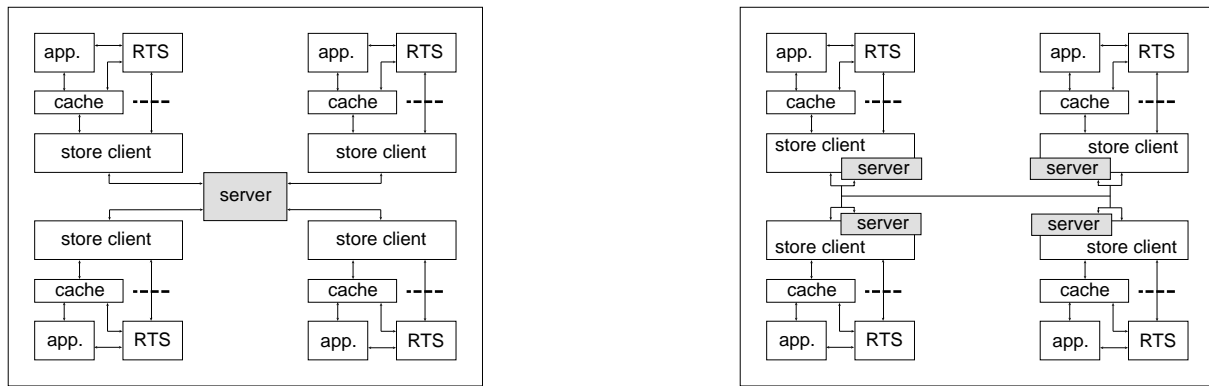 app. RTS app. RTS
cache cache
store client store client
server
store client store client
cache cache
app. RTS app. RTS
app. RTS app. RTS
cache cache
store client store client
server server
server server
store client store client
cache cache
app. RTS app. RTS